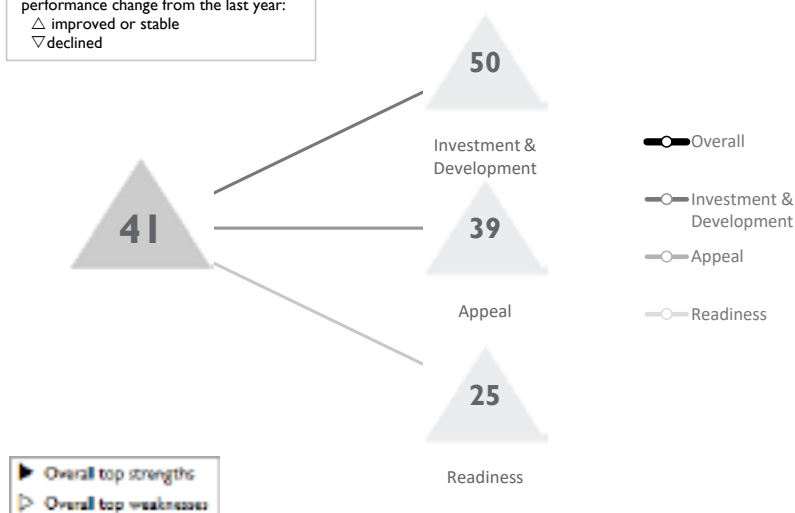 performance change from the last year:
△ improved or stable
▽ declined
50
Investment &
Development
41
39
Appeal
25
Readiness
Overall
Investment &
Development
Appeal
Readiness
▶ Overall top strengths
▷ Overall top weaknesses